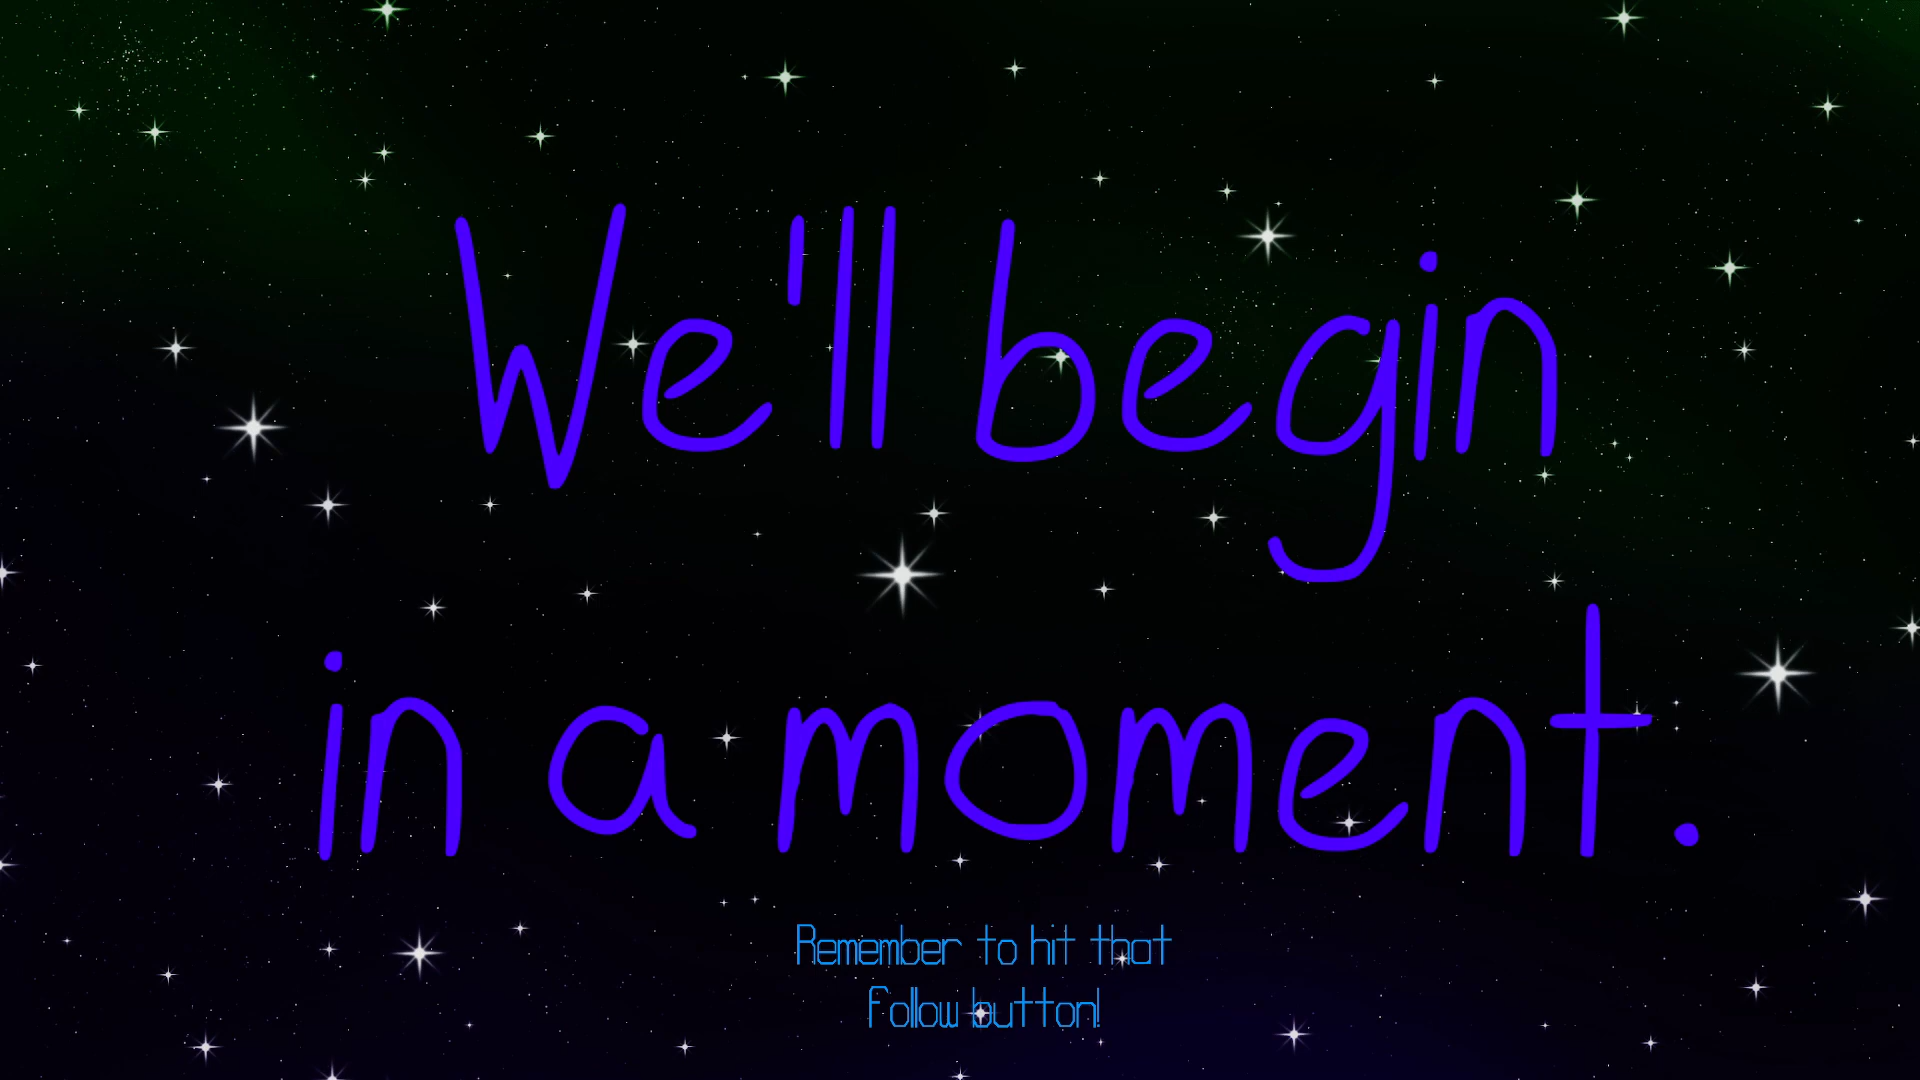 We'll begin
in a moment.
Remember to hit that
Follow button!